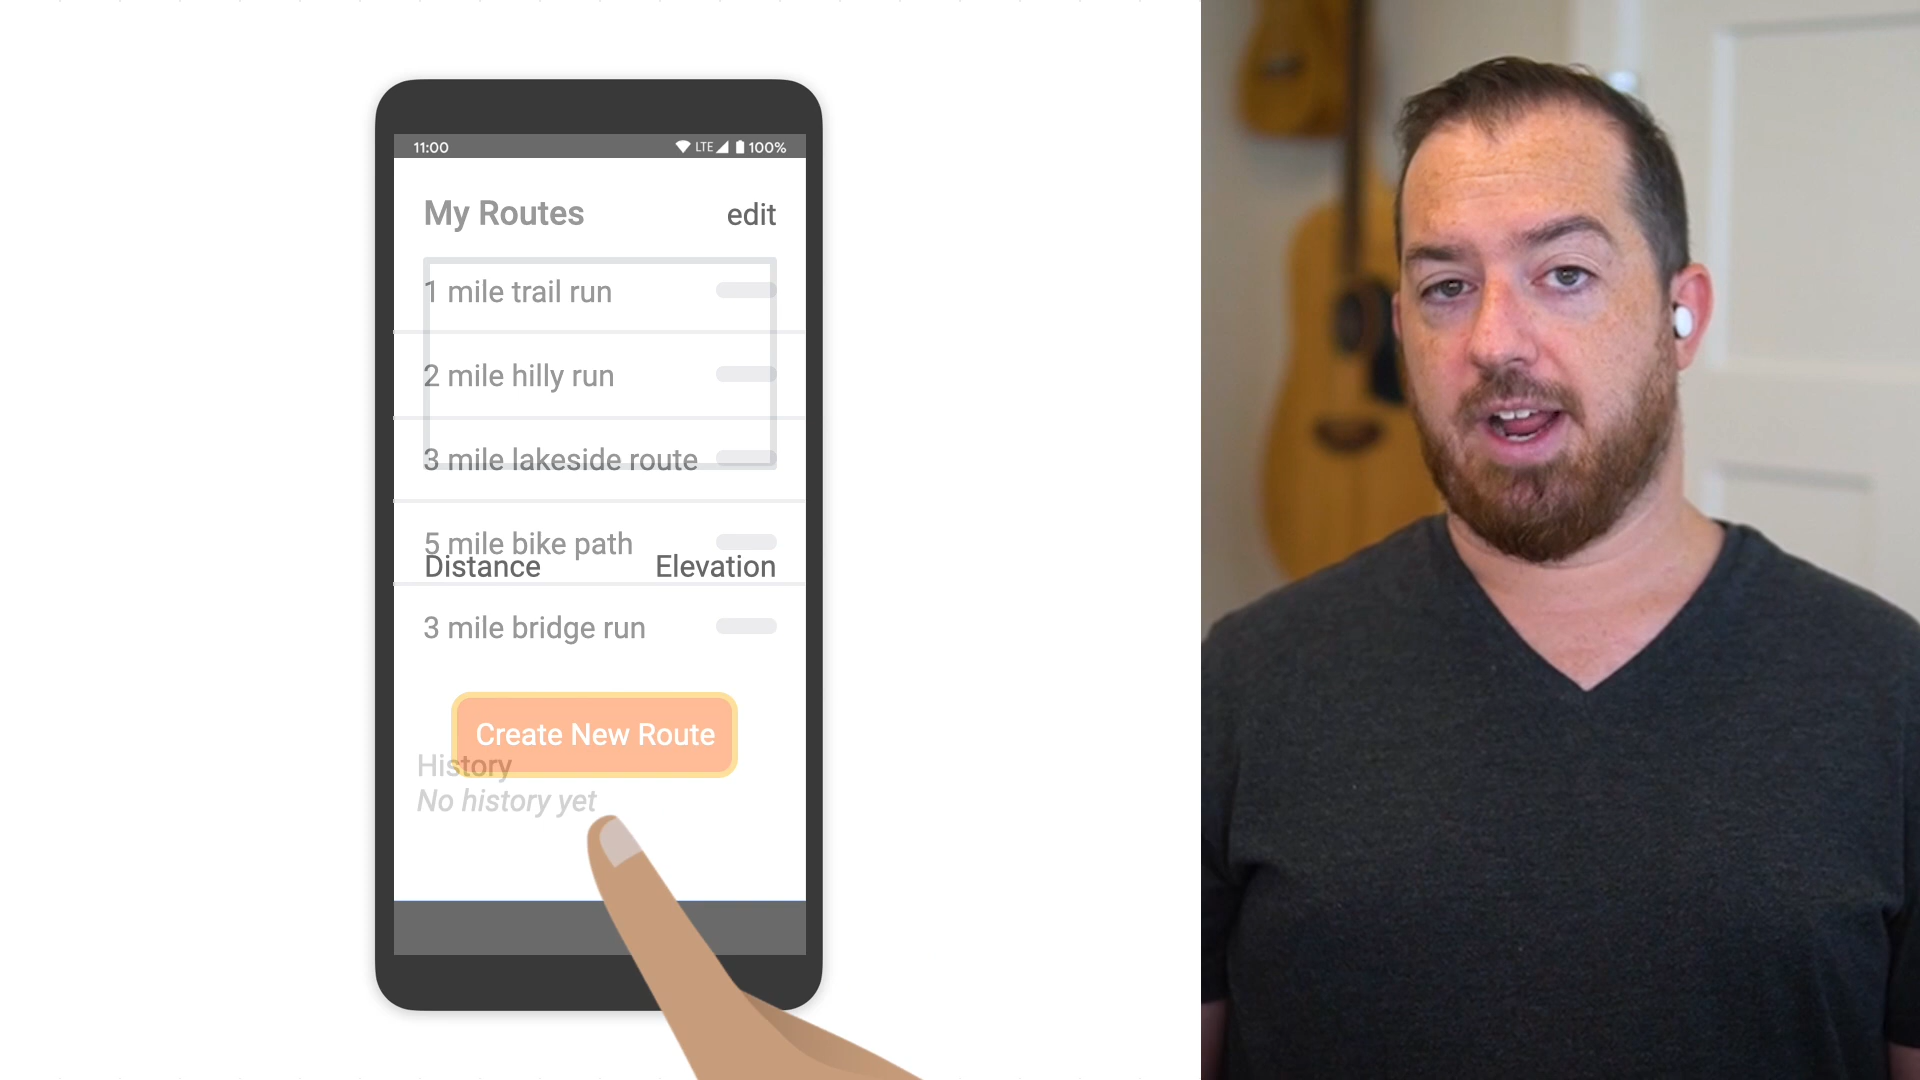 11:00 LTE 100%
My Routes edit
1 mile trail run
2 mile hilly run
3 mile lakeside route
5 mile bike path
Distance Elevation
3 mile bridge run
Create New Route
History
No history yet